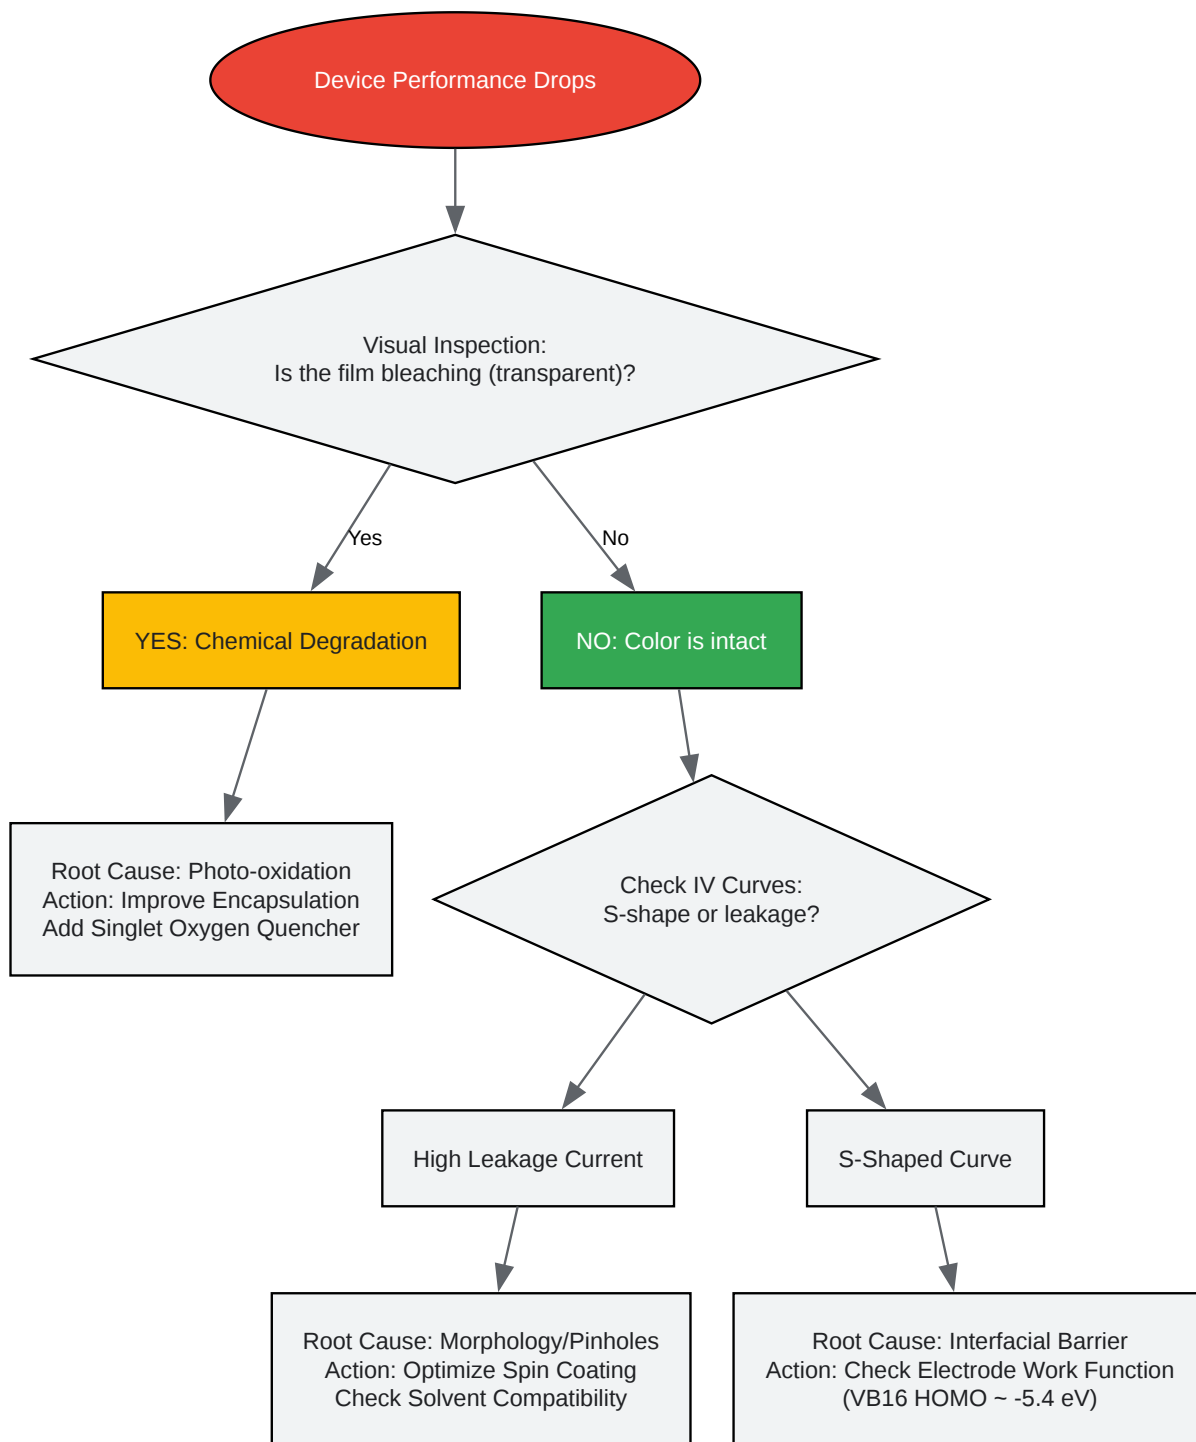 Device Performance Drops
Visual Inspection:
Is the film bleaching (transparent)?
Yes
No
YES: Chemical Degradation
NO: Color is intact
Root Cause: Photo-oxidation
Action: Improve Encapsulation
Add Singlet Oxygen Quencher
Check IV Curves:
S-shape or leakage?
High Leakage Current
S-Shaped Curve
Root Cause: Morphology/Pinholes
Action: Optimize Spin Coating
Check Solvent Compatibility
Root Cause: Interfacial Barrier
Action: Check Electrode Work Function
(VB16 HOMO ~ -5.4 eV)